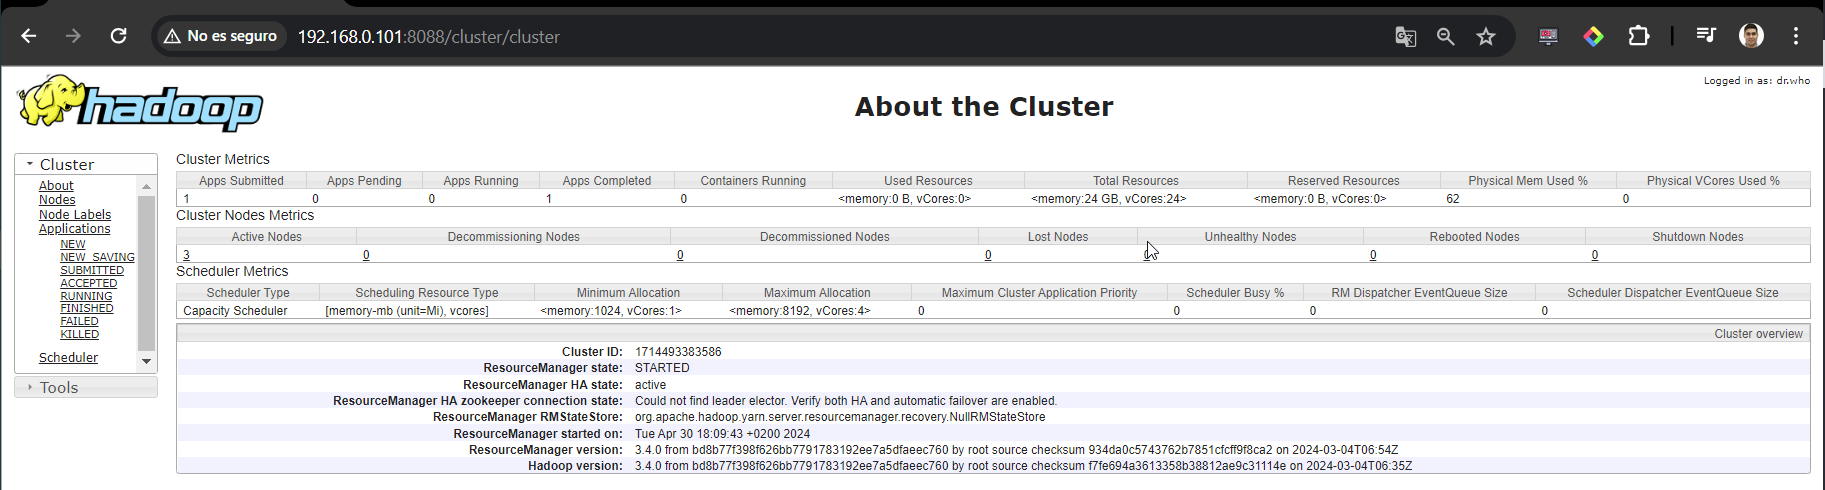 No es seguro 192.168.0.101:8088/cluster/cluster
Logged in as: dr.who
hadoop
About the Cluster
Cluster
About
Nodes
Node Labels
Applications
NEW
NEW_SAVING
SUBMITTED
ACCEPTED
RUNNING
FINISHED
FAILED
KILLED
Scheduler
Tools
Cluster Metrics
Apps Submitted Apps Pending Apps Running Apps Completed Containers Running Used Resources Total Resources Reserved Resources Physical Mem Used % Physical VCores Used %
1 0 0 1 0 <memory:0 B, vCores:0> <memory:24 GB, vCores:24> <memory:0 B, vCores:0> 62 0
Cluster Nodes Metrics
Active Nodes Decommissioning Nodes Decommissioned Nodes Lost Nodes Unhealthy Nodes Rebooted Nodes Shutdown Nodes
3 0 0 0 0 0 0
Scheduler Metrics
Scheduler Type Scheduling Resource Type Minimum Allocation Maximum Allocation Maximum Cluster Application Priority Scheduler Busy % RM Dispatcher EventQueue Size Scheduler Dispatcher EventQueue Size
Capacity Scheduler [memory-mb (unit=Mi), vcores] <memory:1024, vCores:1> <memory:8192, vCores:4> 0 0 0 0
Cluster overview
Cluster ID: 1714493383586
ResourceManager state: STARTED
ResourceManager HA state: active
ResourceManager HA zookeeper connection state: Could not find leader elector. Verify both HA and automatic failover are enabled.
ResourceManager RMStateStore: org.apache.hadoop.yarn.server.resourcemanager.recovery.NullRMStateStore
ResourceManager started on: Tue Apr 30 18:09:43 +0200 2024
ResourceManager version: 3.4.0 from bd8b77f398f626bb7791783192ee7a5dfaeec760 by root source checksum 934da0c5743762b7851cfcff9f8ca2 on 2024-03-04T06:54Z
Hadoop version: 3.4.0 from bd8b77f398f626bb7791783192ee7a5dfaeec760 by root source checksum f7fe694a3613358b38812ae9c31114e on 2024-03-04T06:35Z